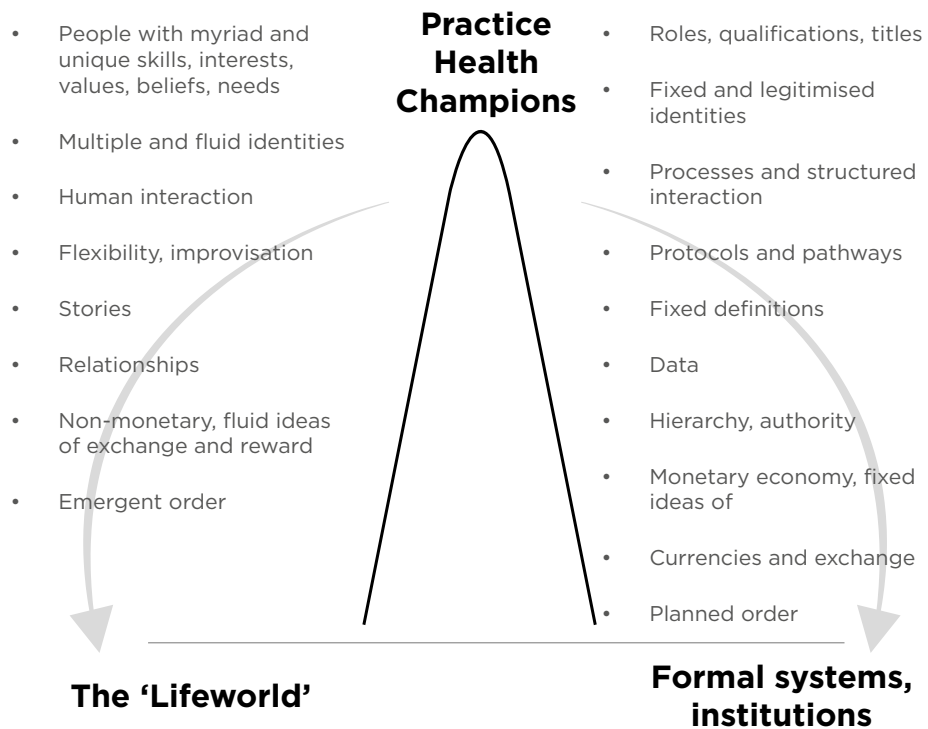 Practice
Health
Champions
• People with myriad and
unique skills, interests,
values, beliefs, needs
• Multiple and fluid identities
• Human interaction
• Flexibility, improvisation
• Stories
• Relationships
• Non-monetary, fluid ideas
of exchange and reward
• Emergent order
• Roles, qualifications, titles
• Fixed and legitimised
identities
• Processes and structured
interaction
• Protocols and pathways
• Fixed definitions
• Data
• Hierarchy, authority
• Monetary economy, fixed
ideas of
• Currencies and exchange
• Planned order
The ‘Lifeworld’
Formal systems,
institutions